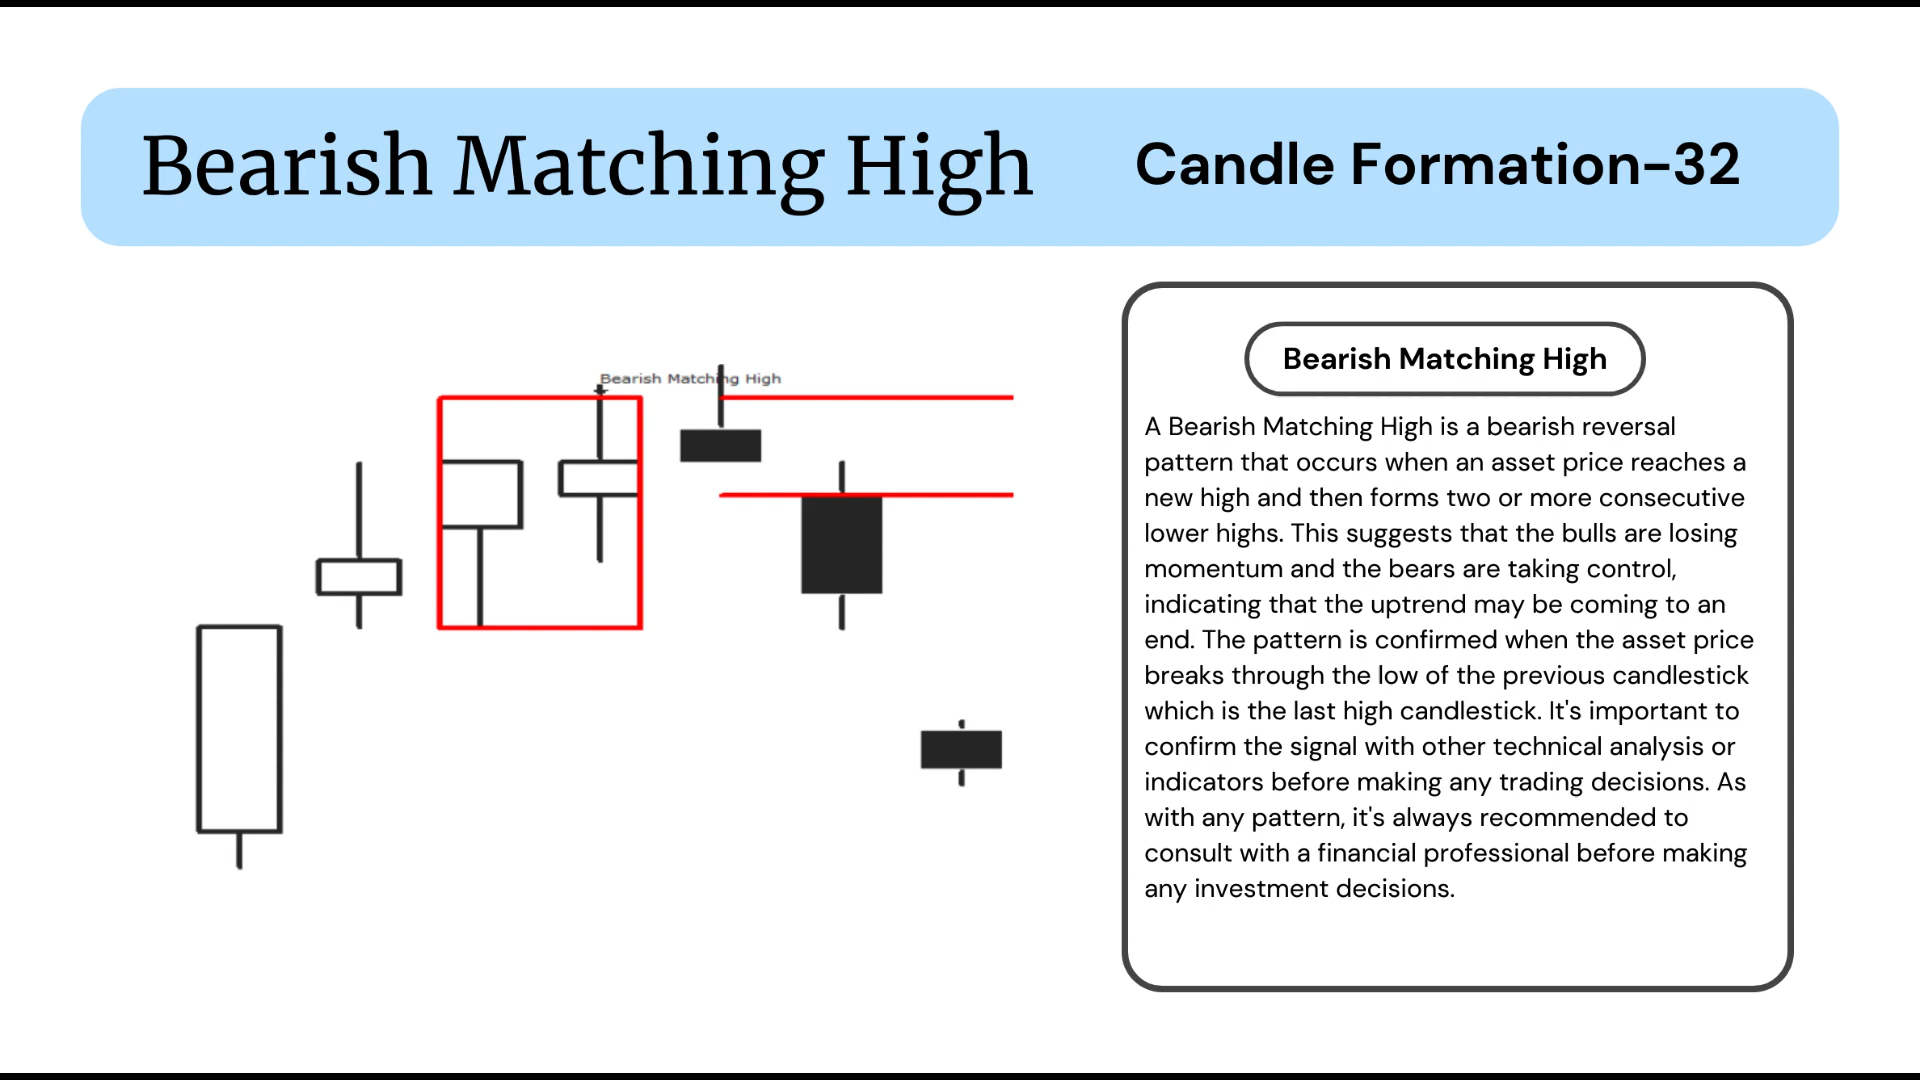 Bearish Matching High
Candle Formation-32
Bearish Matching High
Bearish Matching High
A Bearish Matching High is a bearish reversal
pattern that occurs when an asset price reaches a
new high and then forms two or more consecutive
lower highs. This suggests that the bulls are losing
momentum and the bears are taking control,
indicating that the uptrend may be coming to an
end. The pattern is confirmed when the asset price
breaks through the low of the previous candlestick
which is the last high candlestick. It's important to
confirm the signal with other technical analysis or
indicators before making any trading decisions. As
with any pattern, it's always recommended to
consult with a financial professional before making
any investment decisions.